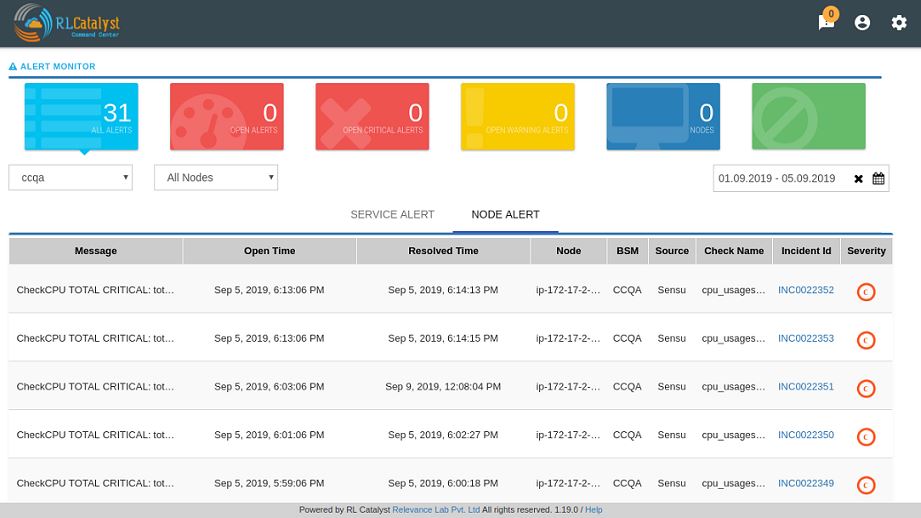 RLCatalyst
Command Center
0
ALERT MONITOR
31
ALL ALERTS
0
OPEN ALERTS
0
OPEN CRITICAL ALERTS
0
OPEN WARNING ALERTS
0
NODES
ccqa
All Nodes
01.09.2019 - 05.09.2019
SERVICE ALERT NODE ALERT
Message Open Time Resolved Time Node BSM Source Check Name Incident Id Severity
CheckCPU TOTAL CRITICAL: tot… Sep 5, 2019, 6:13:06 PM Sep 5, 2019, 6:14:13 PM ip-172-17-2-… CCQA Sensu cpu_usages… INC0022352 C
CheckCPU TOTAL CRITICAL: tot… Sep 5, 2019, 6:13:06 PM Sep 5, 2019, 6:14:15 PM ip-172-17-2-… CCQA Sensu cpu_usages… INC0022353 C
CheckCPU TOTAL CRITICAL: tot… Sep 5, 2019, 6:03:06 PM Sep 9, 2019, 12:08:04 PM ip-172-17-2-… CCQA Sensu cpu_usages… INC0022351 C
CheckCPU TOTAL CRITICAL: tot… Sep 5, 2019, 6:01:06 PM Sep 5, 2019, 6:02:27 PM ip-172-17-2-… CCQA Sensu cpu_usages… INC0022350 C
CheckCPU TOTAL CRITICAL: tot… Sep 5, 2019, 5:59:06 PM Sep 5, 2019, 6:00:18 PM ip-172-17-2-… CCQA Sensu cpu_usages… INC0022349 C
Powered by RL Catalyst Relevance Lab Pvt. Ltd All rights reserved. 1.19.0 / Help